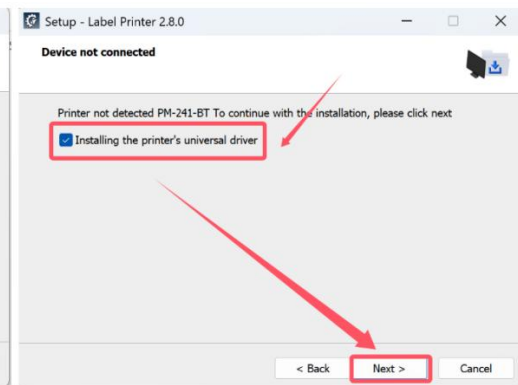 Setup - Label Printer 2.8.0
Device not connected
Printer not detected PM-241-BT To continue with the installation, please click next
Installing the printer's universal driver
< Back
Next >
Cancel